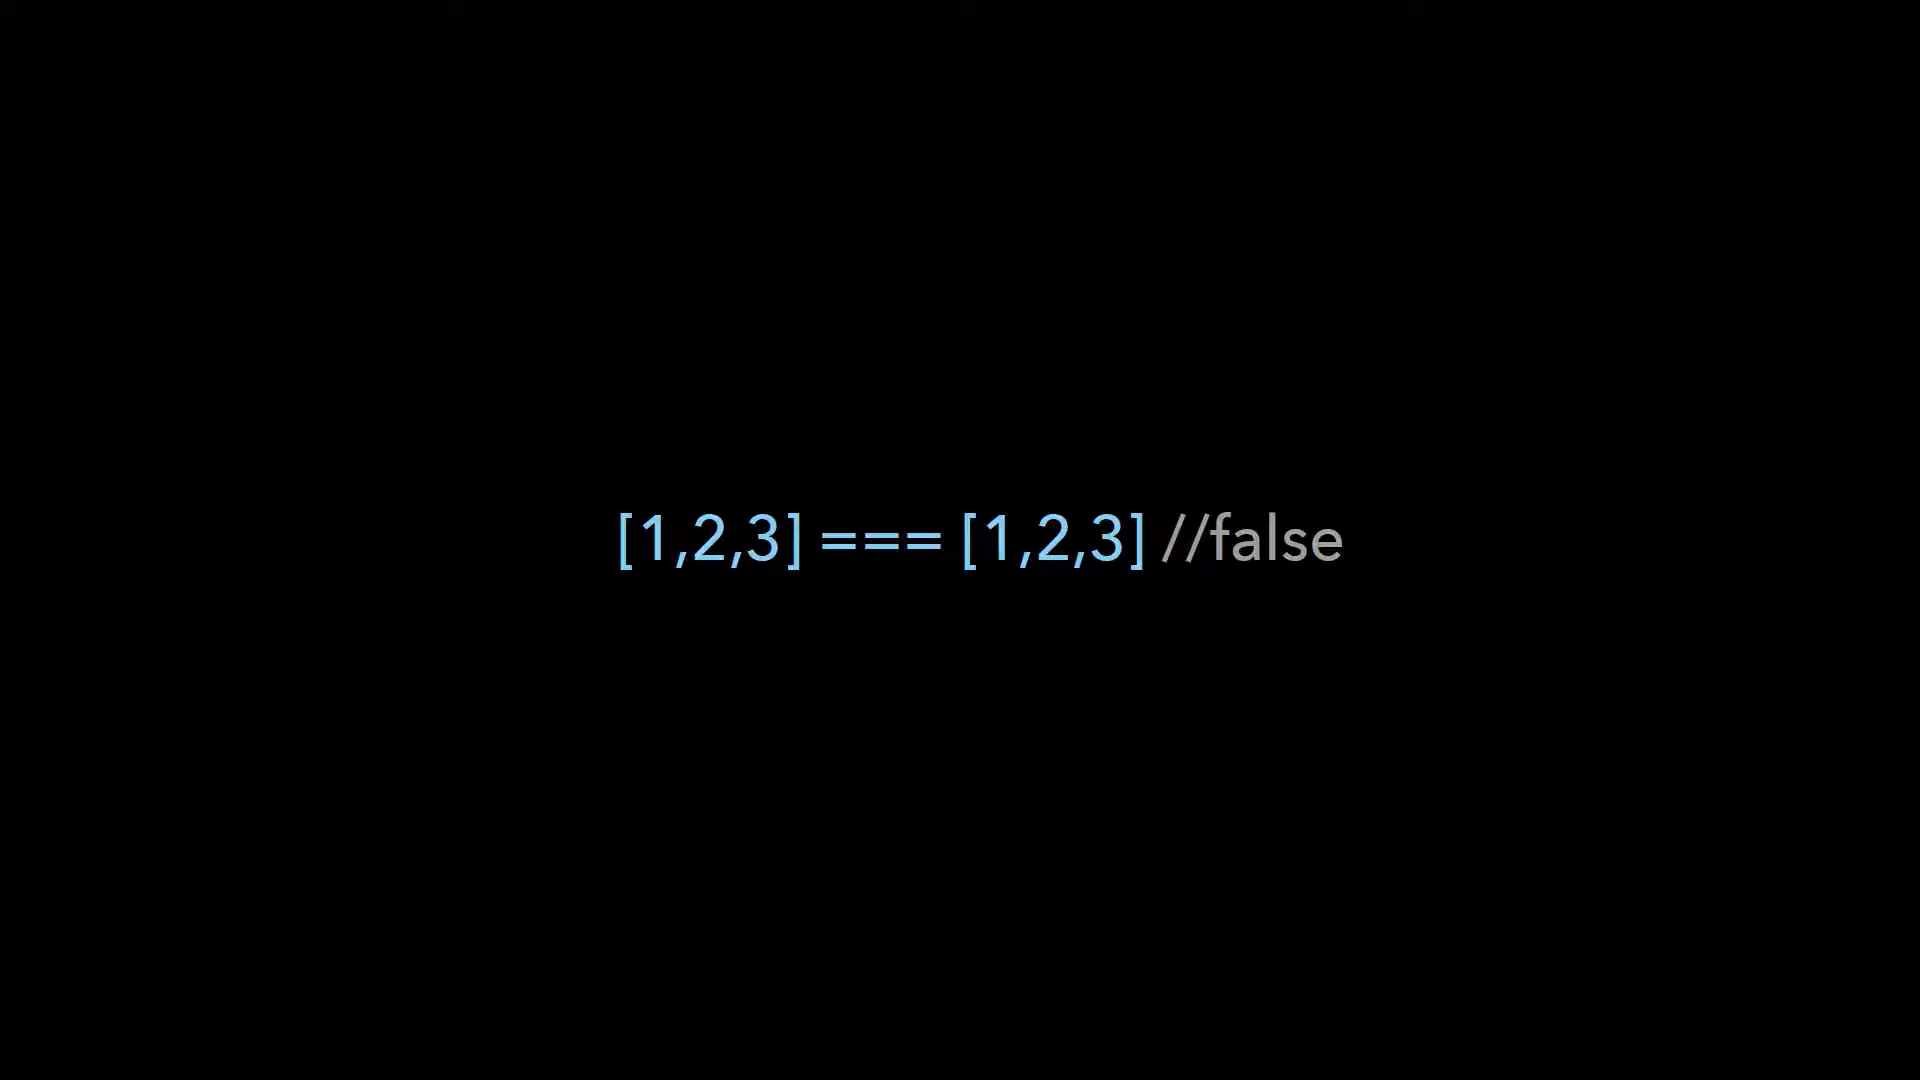 [1,2,3] === [1,2,3] //false